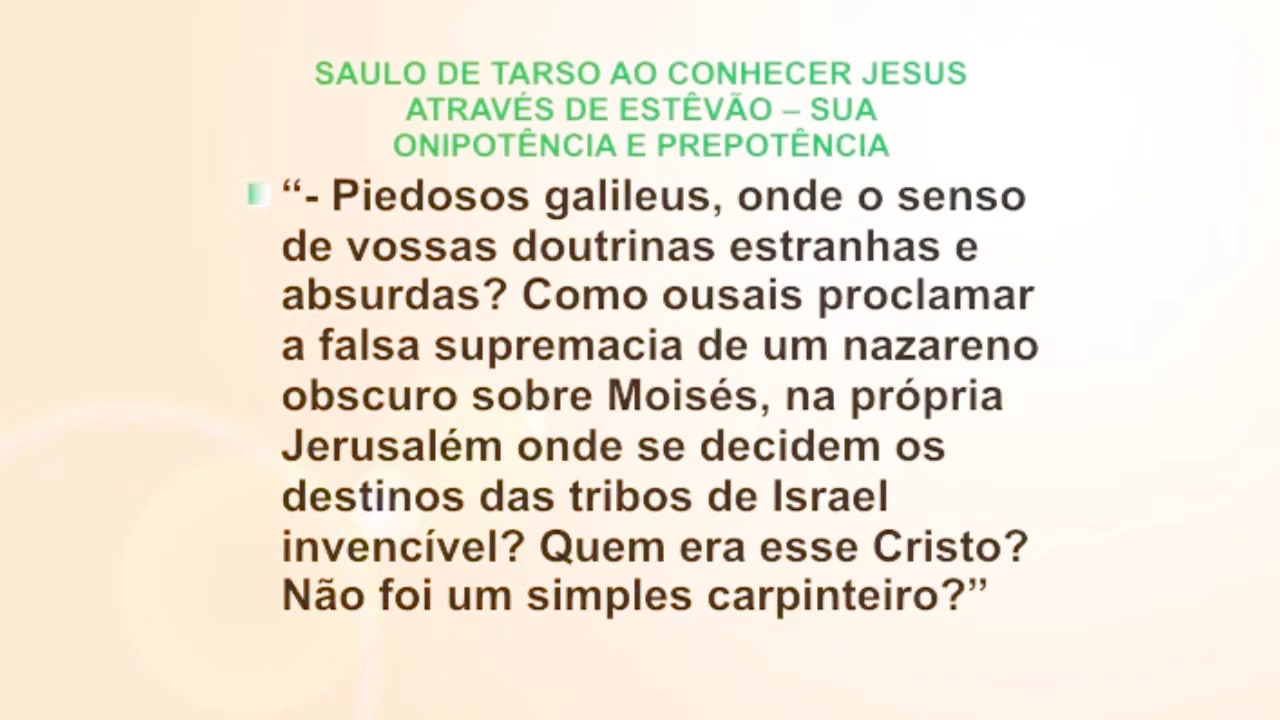 SAULO DE TARSO AO CONHECER JESUS
ATRAVÉS DE ESTÊVÃO – SUA
ONIPOTÊNCIA E PREPOTÊNCIA
“- Piedosos galileus, onde o senso
de vossas doutrinas estranhas e
absurdas? Como ousais proclamar
a falsa supremacia de um nazareno
obscuro sobre Moisés, na própria
Jerusalém onde se decidem os
destinos das tribos de Israel
invencível? Quem era esse Cristo?
Não foi um simples carpinteiro?”